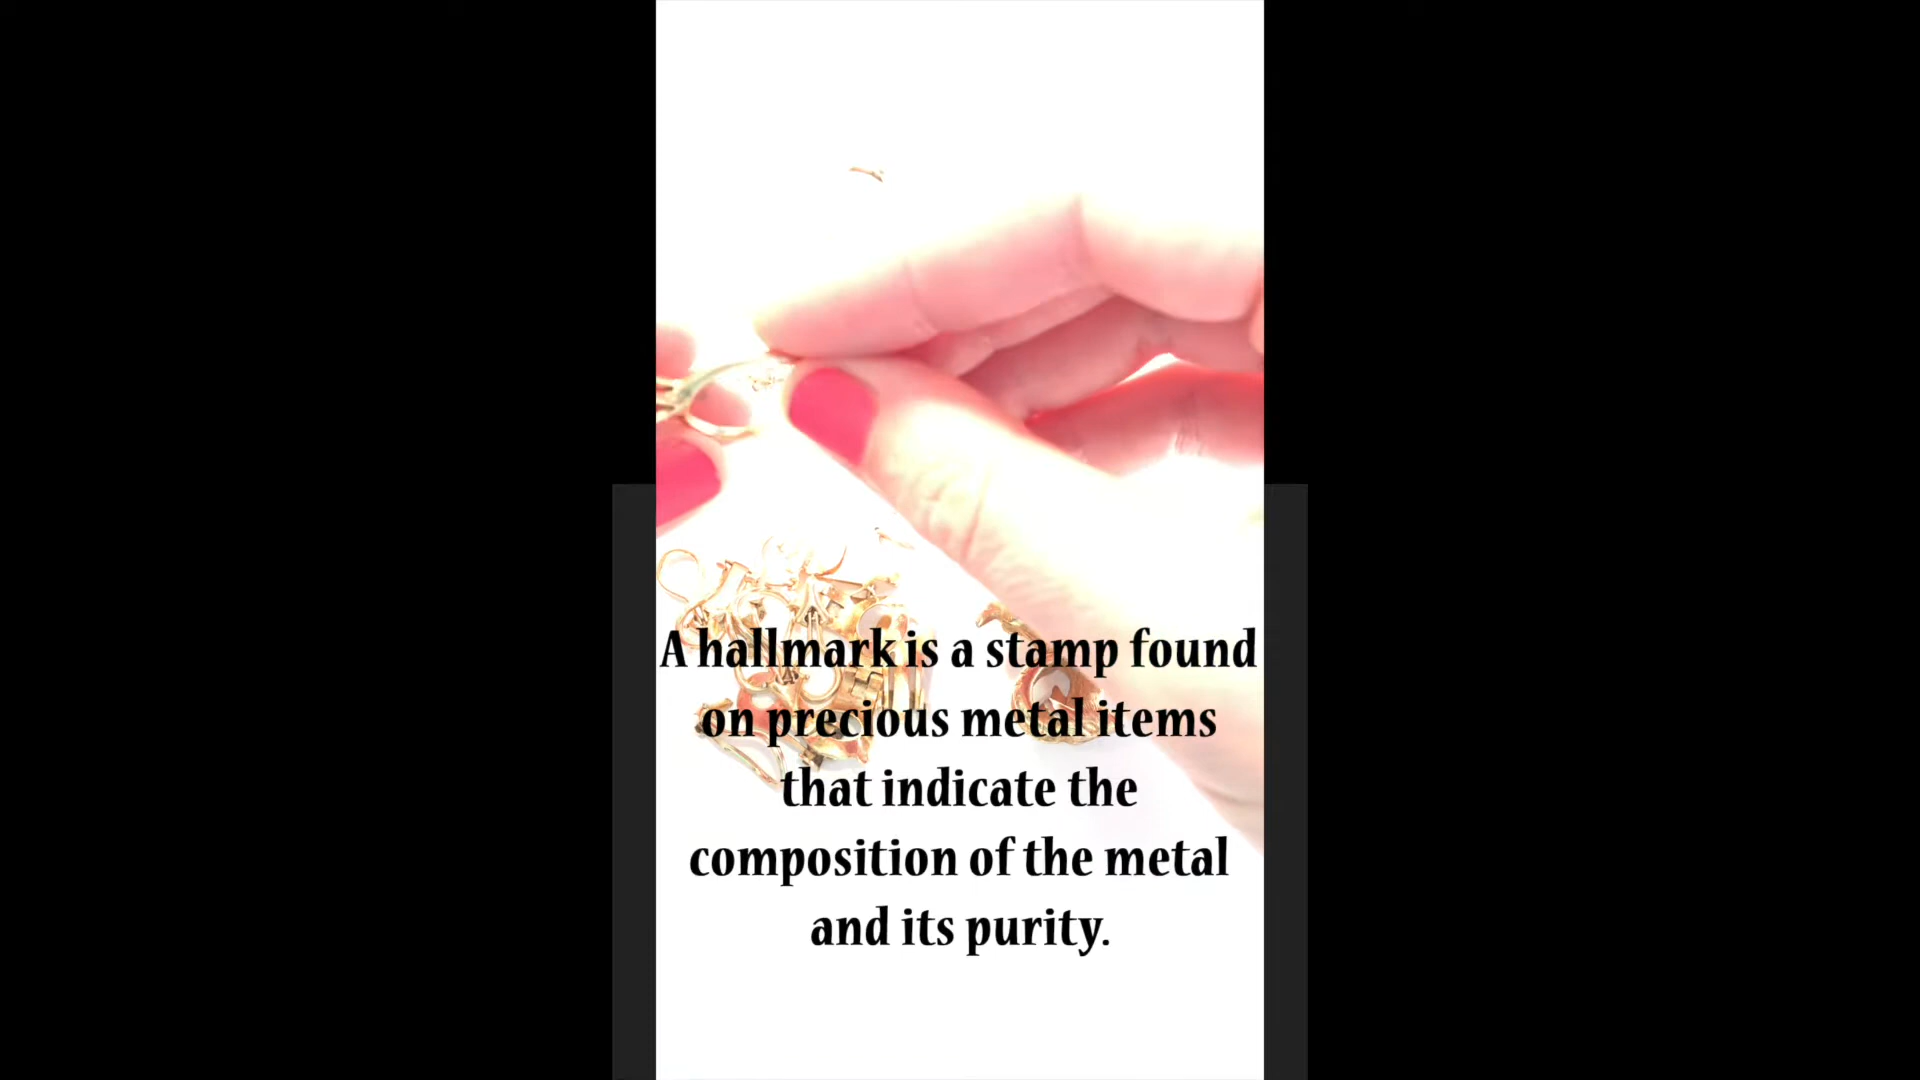 A hallmark is a stamp found
on precious metal items
that indicate the
composition of the metal
and its purity.